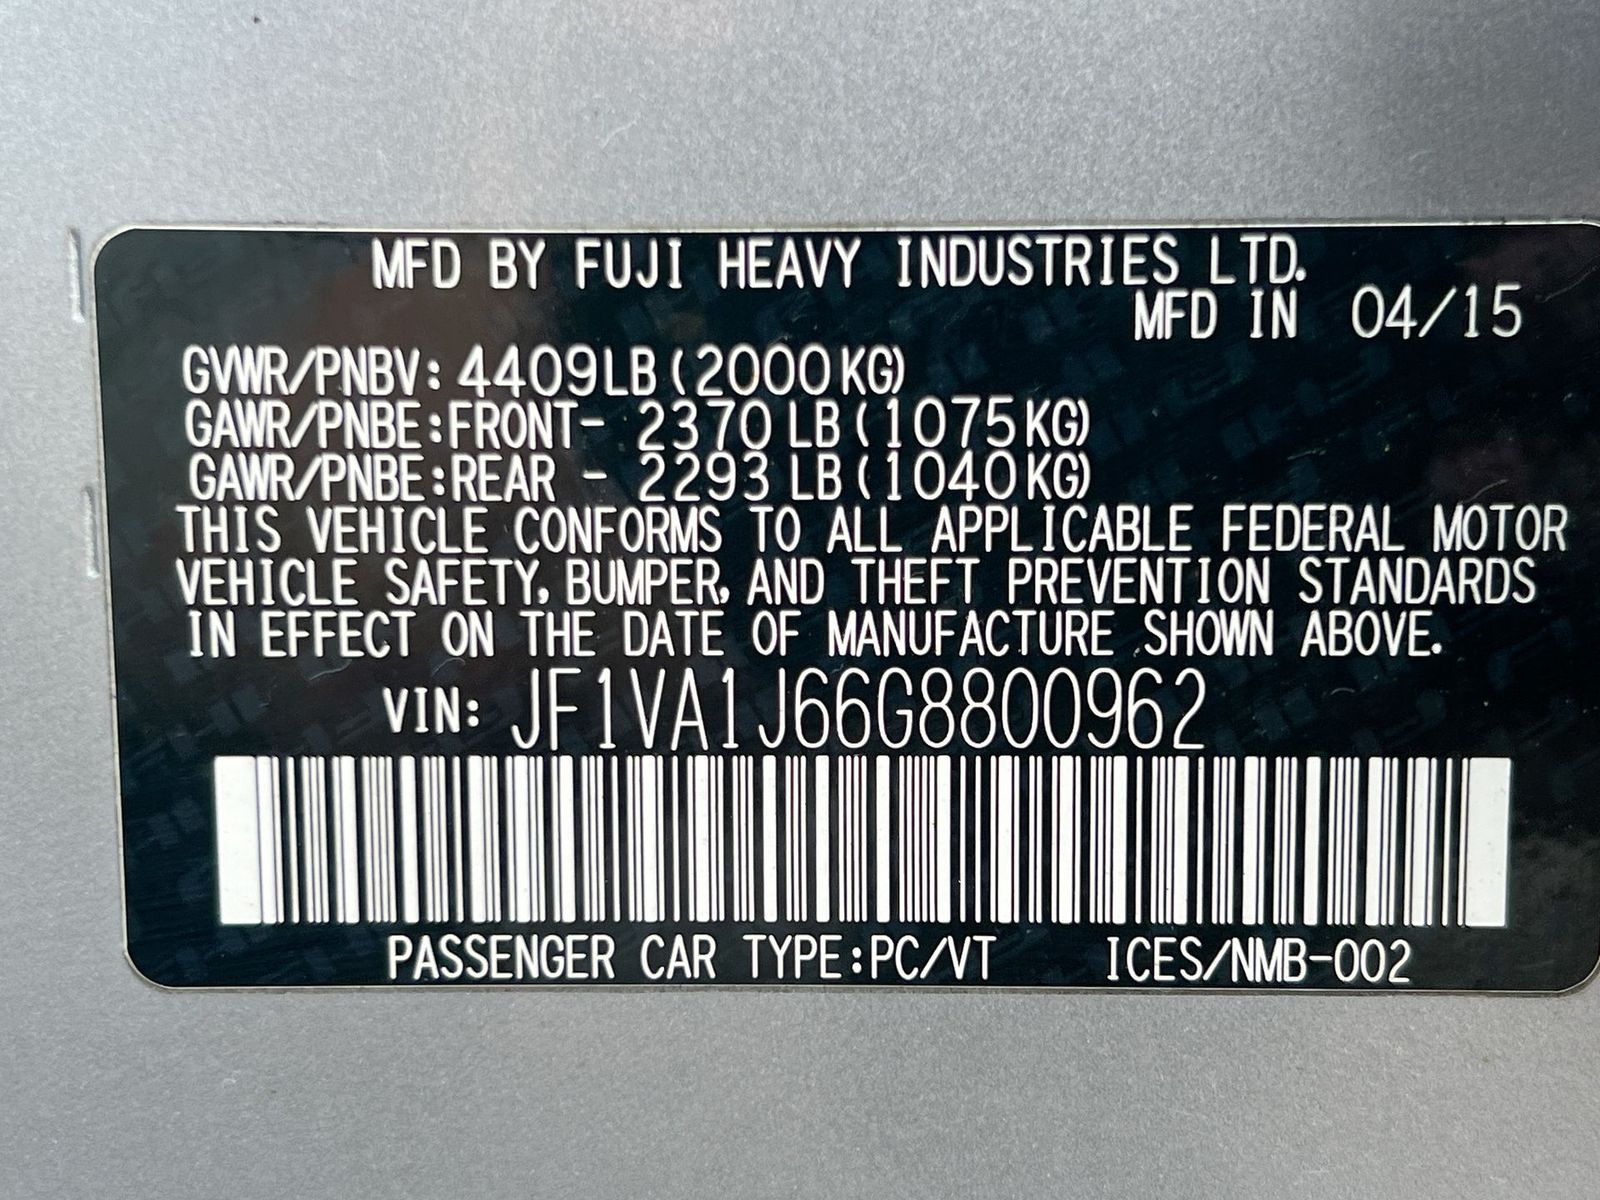 MFD BY FUJI HEAVY INDUSTRIES LTD.
MFD IN 04/15
GVWR/PNBV: 4409LB (2000KG)
GAWR/PNBE:FRONT- 2370 LB (1075KG)
GAWR/PNBE:REAR - 2293 LB (1040KG)
THIS VEHICLE CONFORMS TO ALL APPLICABLE FEDERAL MOTOR
VEHICLE SAFETY, BUMPER, AND THEFT PREVENTION STANDARDS
IN EFFECT ON THE DATE OF MANUFACTURE SHOWN ABOVE.
VIN: JF1VA1J66G8800962
PASSENGER CAR TYPE:PC/VT ICES/NMB-002